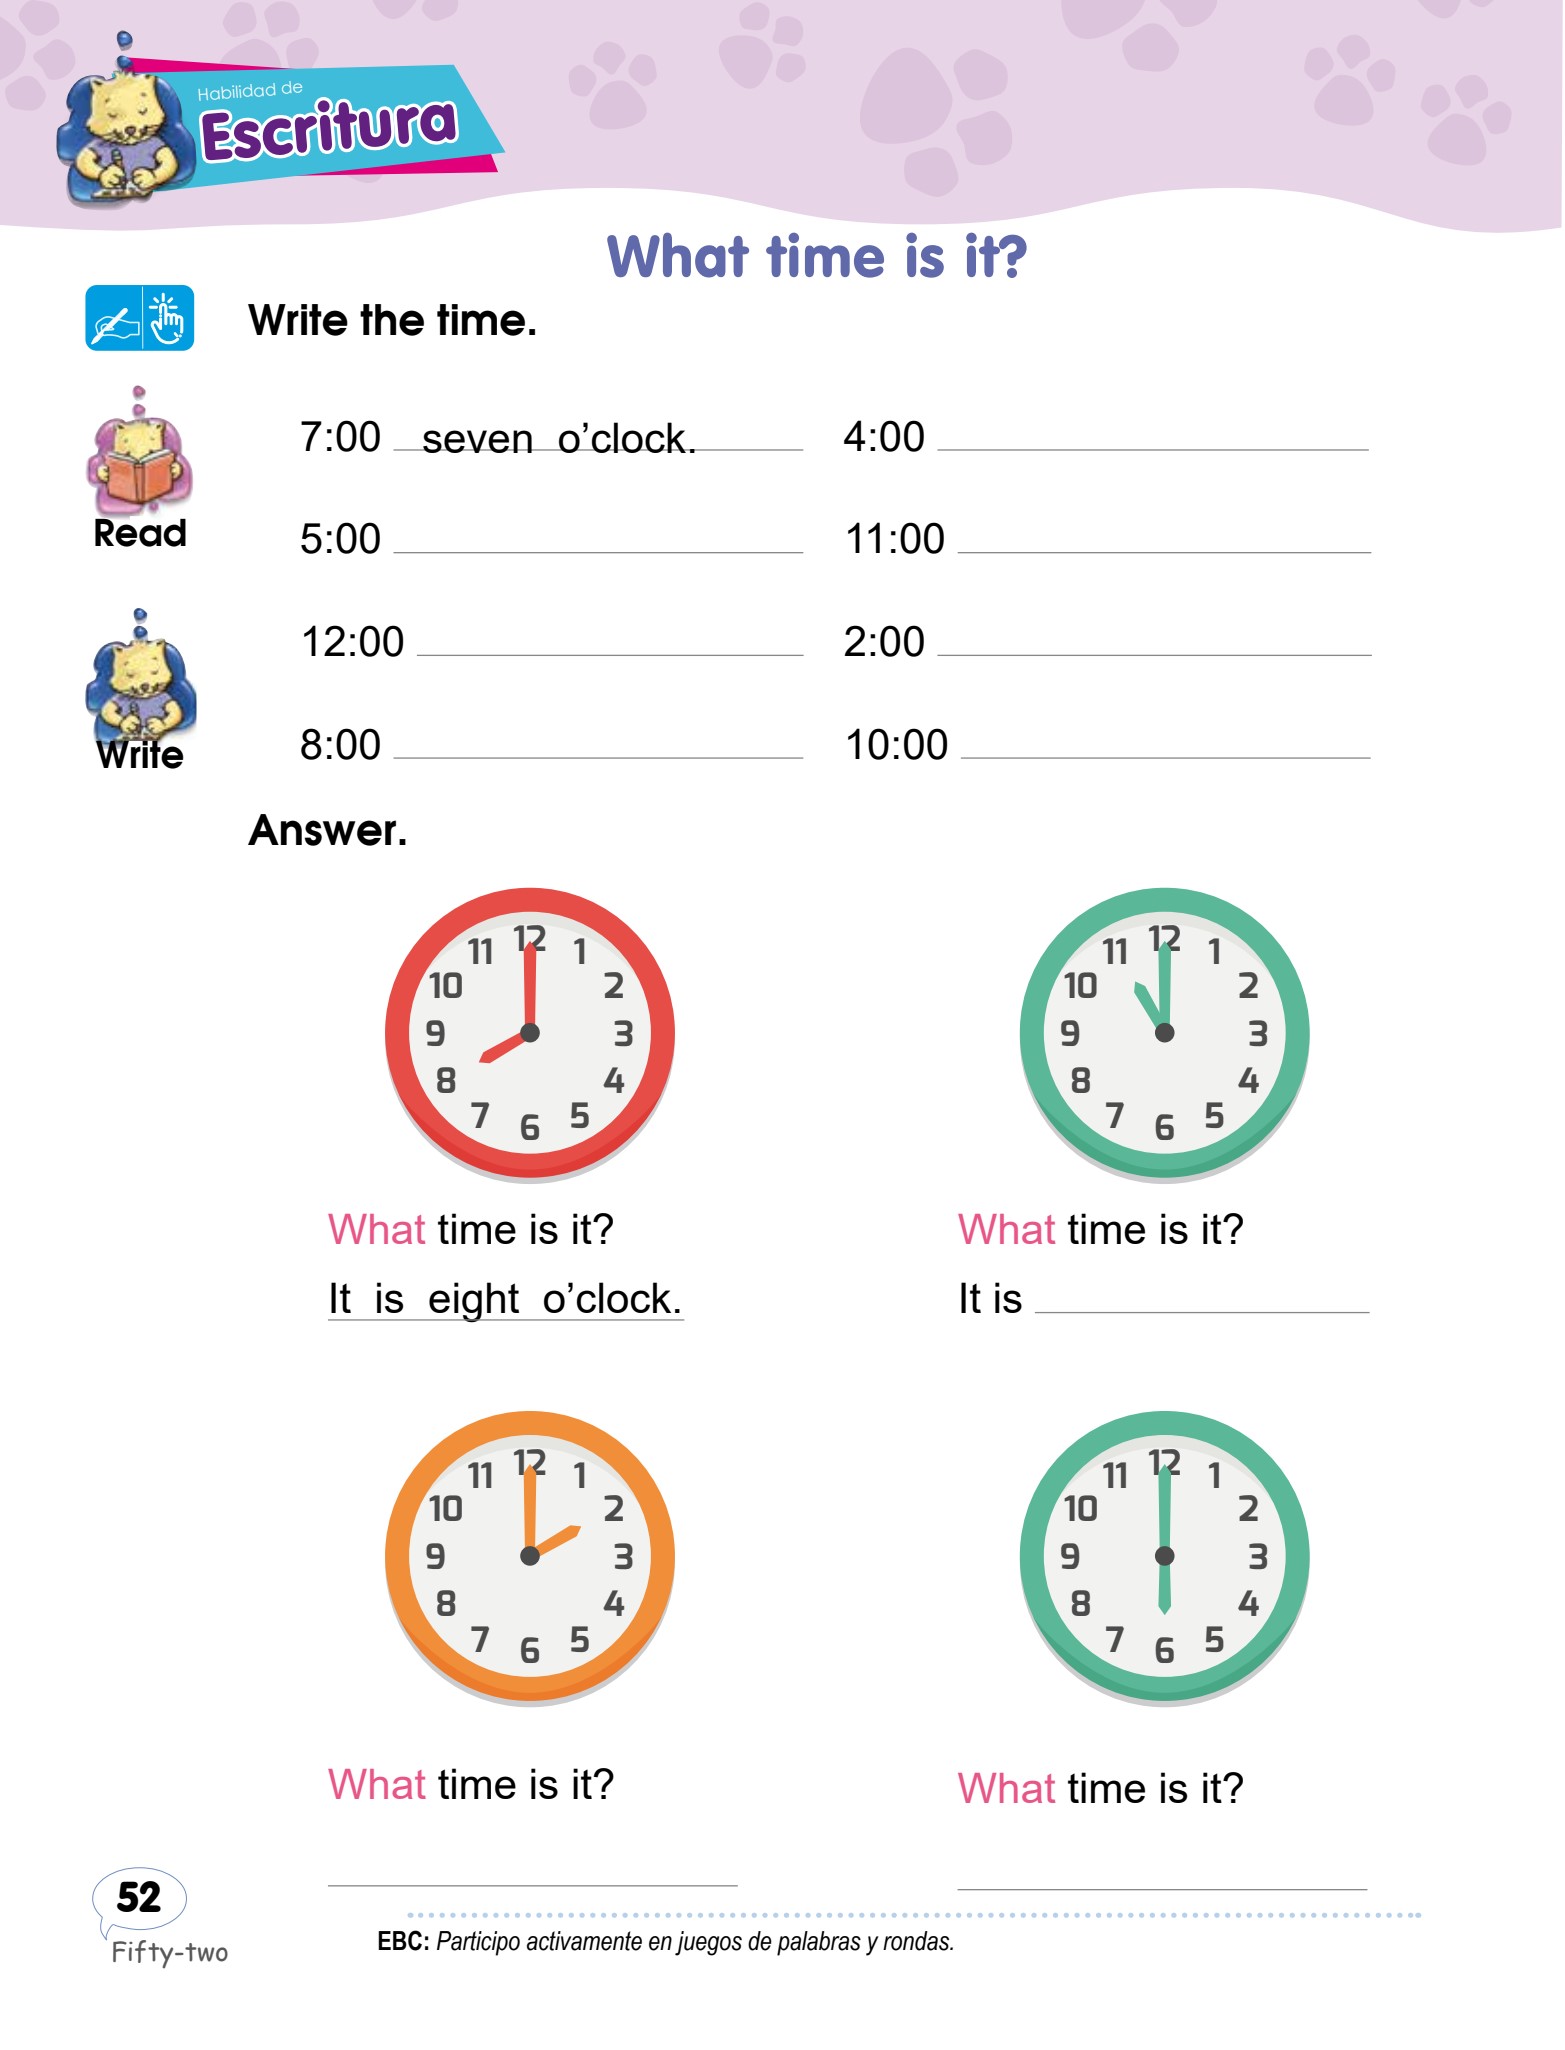 Habilidad de
Escritura
What time is it?
Write the time.
7:00 seven o’clock. 4:00
Read
5:00 11:00
12:00 2:00
Write
8:00 10:00
Answer.
12 1 2 3 4 5 6 7 8 9 10 11
12 1 2 3 4 5 6 7 8 9 10 11
What time is it? What time is it?
It is eight o’clock. It is
12 1 2 3 4 5 6 7 8 9 10 11
12 1 2 3 4 5 6 7 8 9 10 11
What time is it? What time is it?
52
Fifty-two
EBC: Participo activamente en juegos de palabras y rondas.